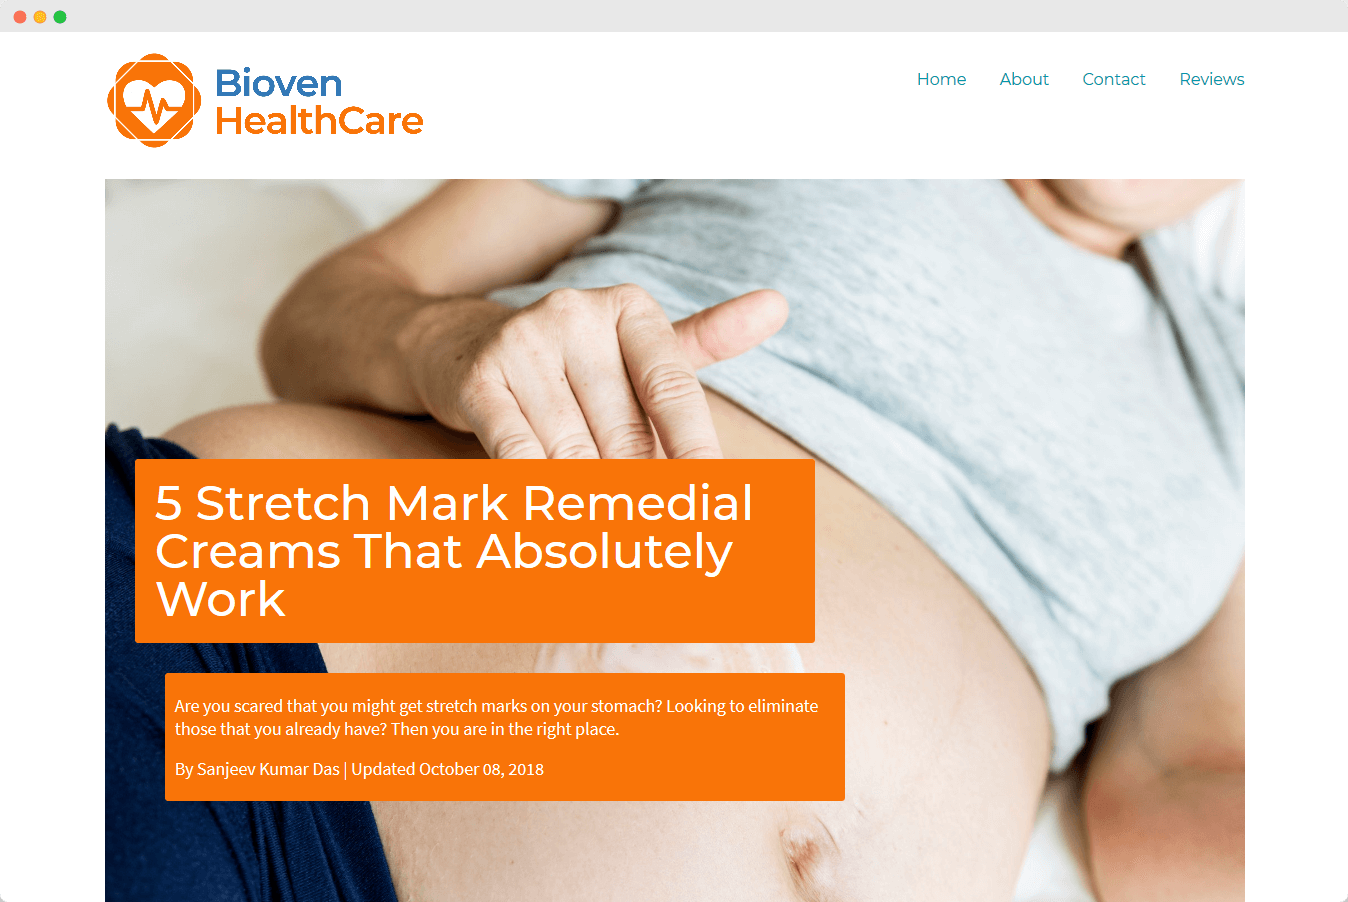 Bioven
HealthCare
Home About Contact Reviews
5 Stretch Mark Remedial
Creams That Absolutely
Work
Are you scared that you might get stretch marks on your stomach? Looking to eliminate
those that you already have? Then you are in the right place.
By Sanjeev Kumar Das | Updated October 08, 2018